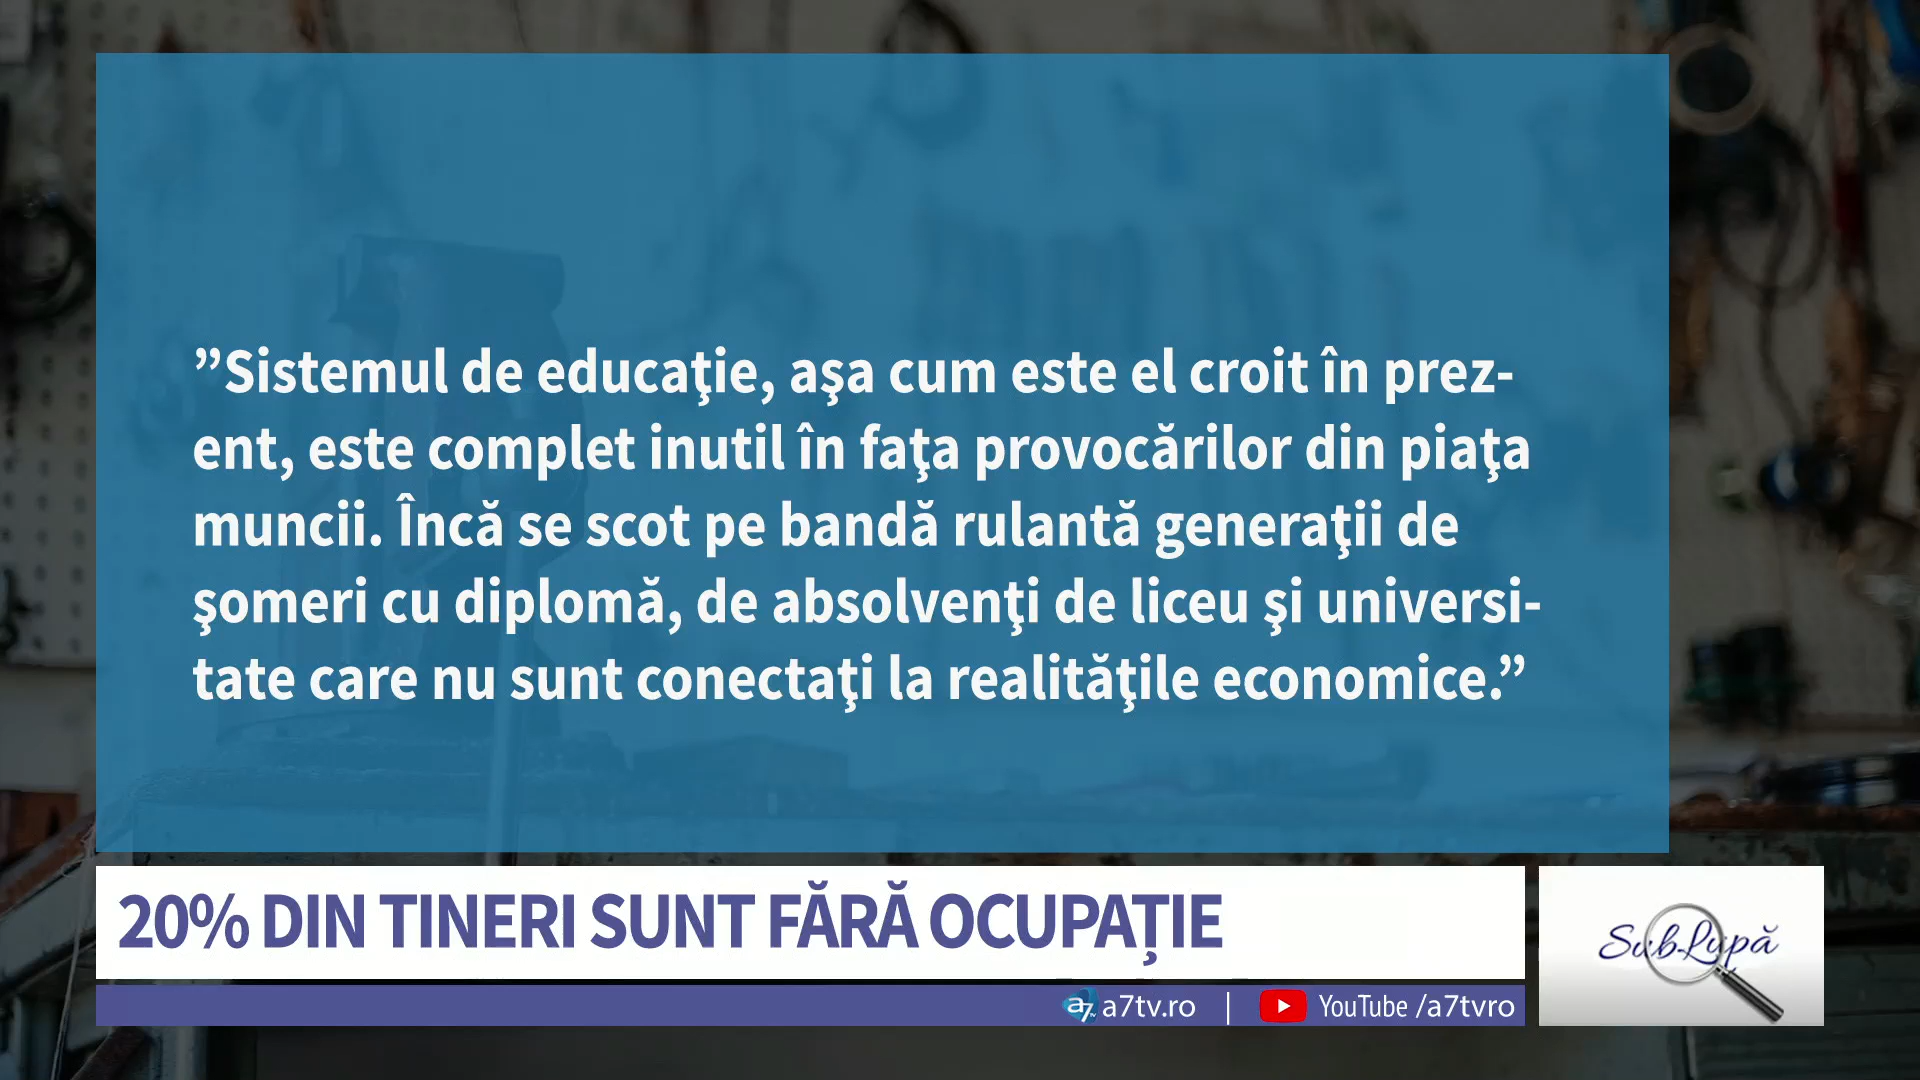 ”Sistemul de educaţie, aşa cum este el croit în prez-
ent, este complet inutil în faţa provocărilor din piaţa
muncii. Încă se scot pe bandă rulantă generaţii de
şomeri cu diplomă, de absolvenţi de liceu şi universi-
tate care nu sunt conectaţi la realităţile economice.”
20% DIN TINERI SUNT FĂRĂ OCUPAȚIE
Sub Lupă
a7tv a7tv.ro | YouTube /a7tvro